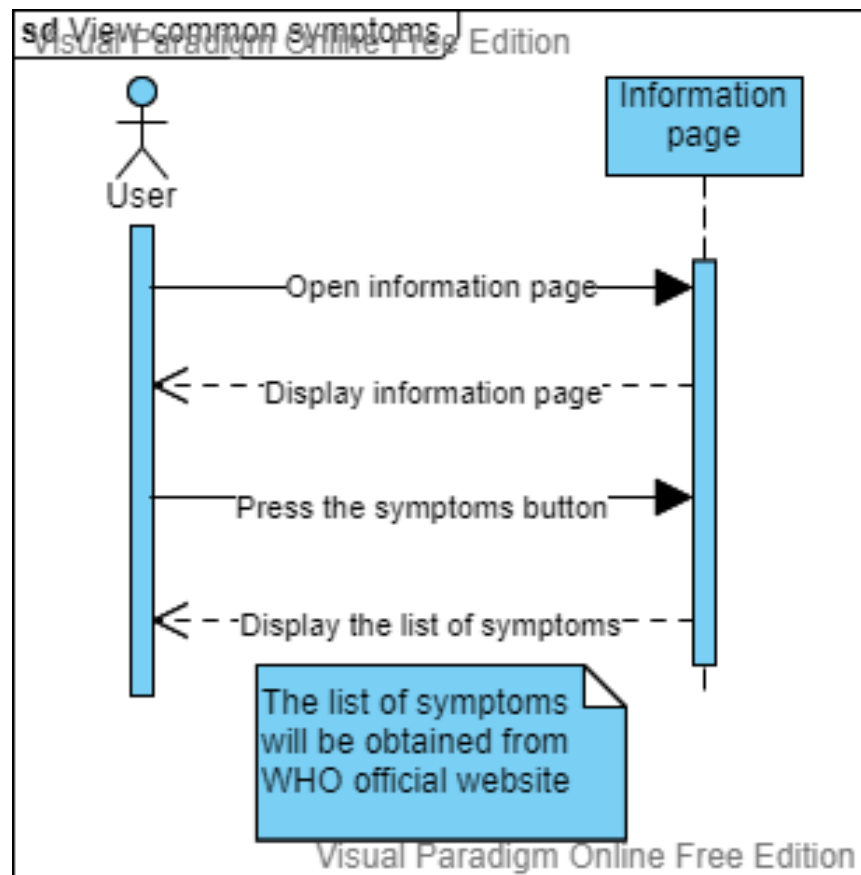 sd View common symptoms
Visual Paradigm Online Free Edition
Information
page
User
Open information page
Display information page
Press the symptoms button
Display the list of symptoms
The list of symptoms
will be obtained from
WHO official website
Visual Paradigm Online Free Edition